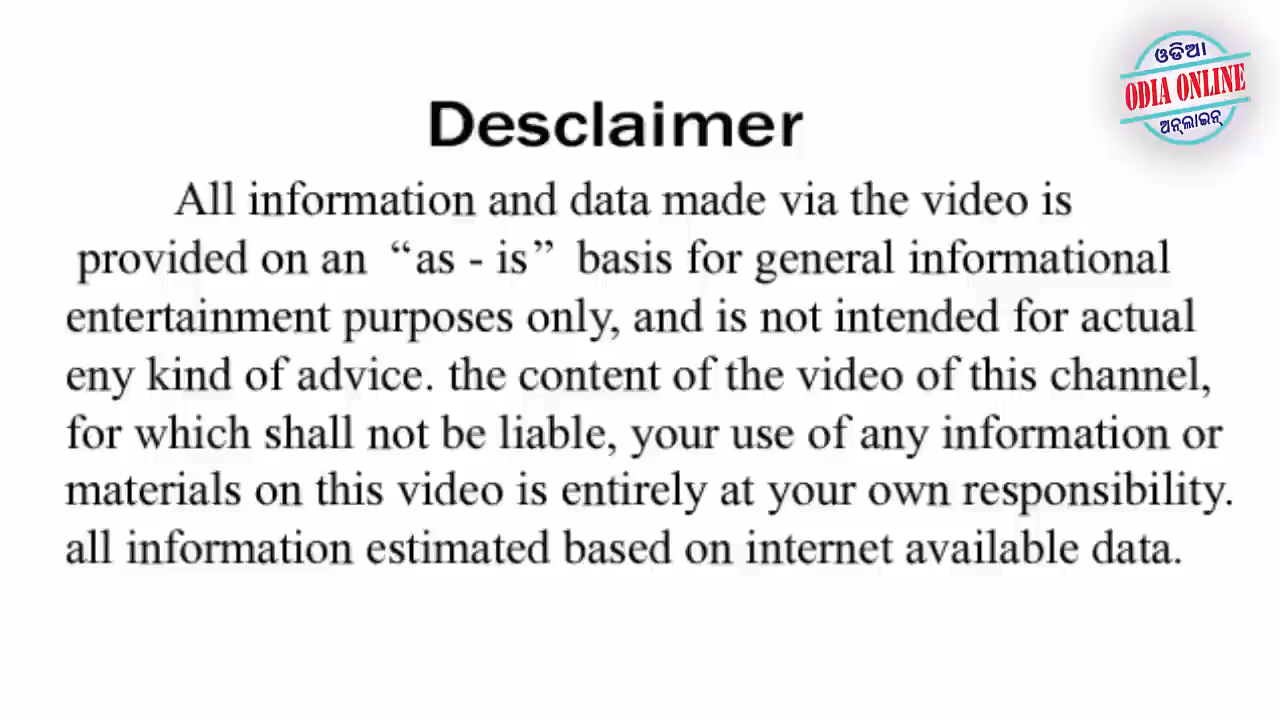 ଓଡିଆ
ODIA ONLINE
ଅନ୍‌ଲାଇନ୍
Desclaimer
All information and data made via the video is
provided on an “as - is” basis for general informational
entertainment purposes only, and is not intended for actual
eny kind of advice. the content of the video of this channel,
for which shall not be liable, your use of any information or
materials on this video is entirely at your own responsibility.
all information estimated based on internet available data.